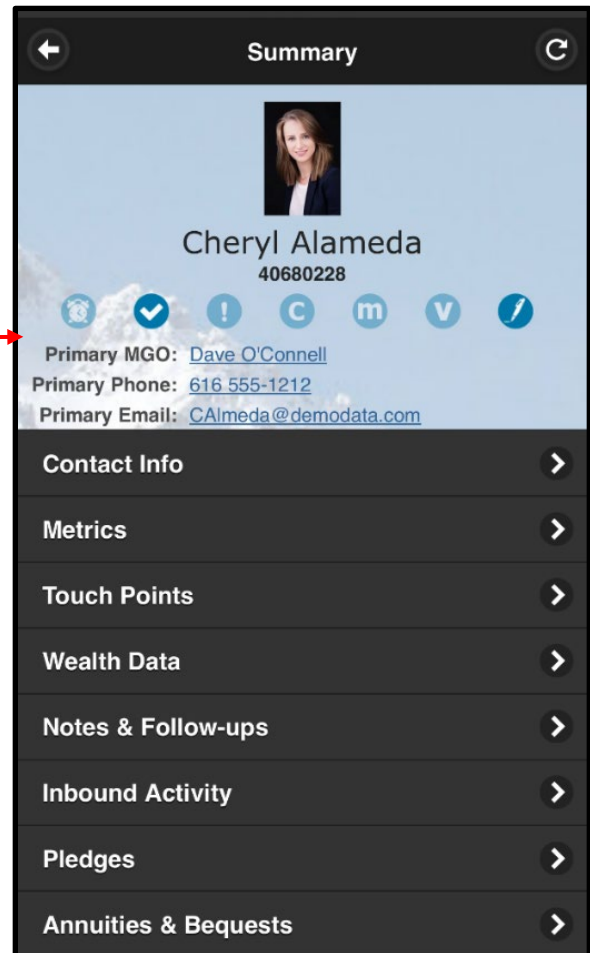 Summary
Cheryl Alameda
40680228
! C m V
Primary MGO: Dave O'Connell
Primary Phone: 616 555-1212
Primary Email: CAlmeda@demodata.com
Contact Info
Metrics
Touch Points
Wealth Data
Notes & Follow-ups
Inbound Activity
Pledges
Annuities & Bequests